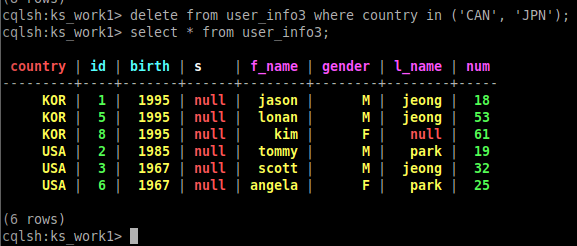 cqlsh:ks_work1> delete from user_info3 where country in ('CAN', 'JPN');
cqlsh:ks_work1> select * from user_info3;
country | id | birth | s | f_name | gender | l_name | num
---------+----+-------+------+--------+--------+--------+-----
KOR | 1 | 1995 | null | jason | M | jeong | 18
KOR | 5 | 1995 | null | lonan | M | jeong | 53
KOR | 8 | 1995 | null | kim | F | null | 61
USA | 2 | 1985 | null | tommy | M | park | 19
USA | 3 | 1967 | null | scott | M | jeong | 32
USA | 6 | 1967 | null | angela | F | park | 25
(6 rows)
cqlsh:ks_work1>